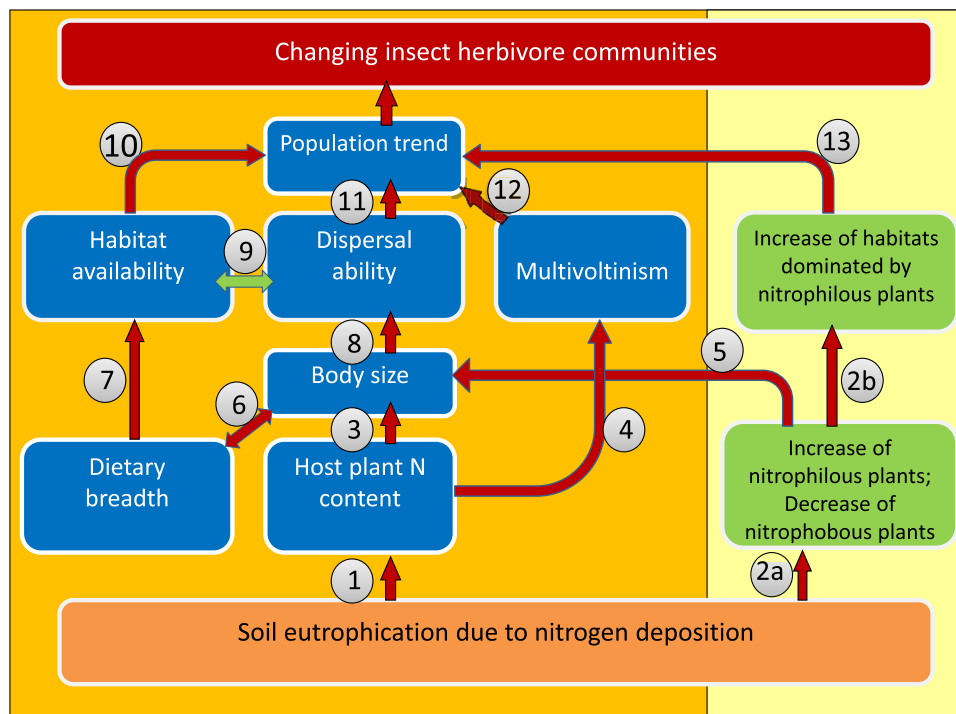 Changing insect herbivore communities
10
Population trend
13
11
12
Habitat
availability
9
Dispersal
ability
Multivoltinism
Increase of habitats
dominated by
nitrophilous plants
8
5
7
Body size
2b
6
3
4
Dietary
breadth
Host plant N
content
Increase of
nitrophilous plants;
Decrease of
nitrophobous plants
1
2a
Soil eutrophication due to nitrogen deposition